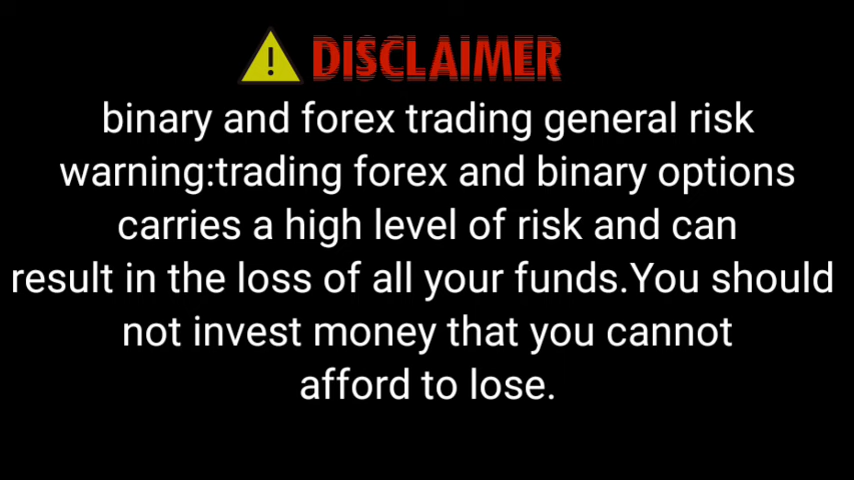 DISCLAIMER
binary and forex trading general risk
warning:trading forex and binary options
carries a high level of risk and can
result in the loss of all your funds.You should
not invest money that you cannot
afford to lose.